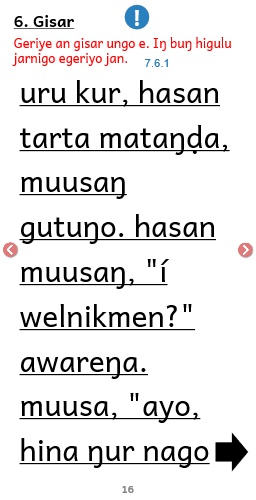 6. Gisar
!
Geriye an gisar ungo e. Iŋ buŋ higulu
jarnigo egeriyo jan.
7.6.1
uru kur, hasan
tarta mataŋḍa,
muusaŋ
gutuŋo. hasan
muusaŋ, "í
welnikmen?"
awareŋa.
muusa, "ayo,
hina ŋur nago
16